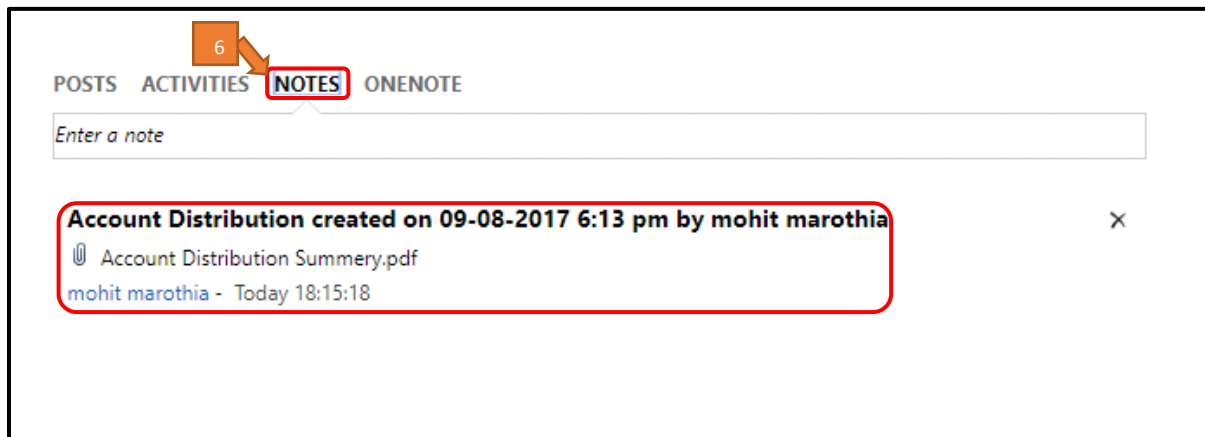 6
POSTS ACTIVITIES NOTES ONENOTE
Enter a note
Account Distribution created on 09-08-2017 6:13 pm by mohit marothia
Account Distribution Summery.pdf
mohit marothia - Today 18:15:18